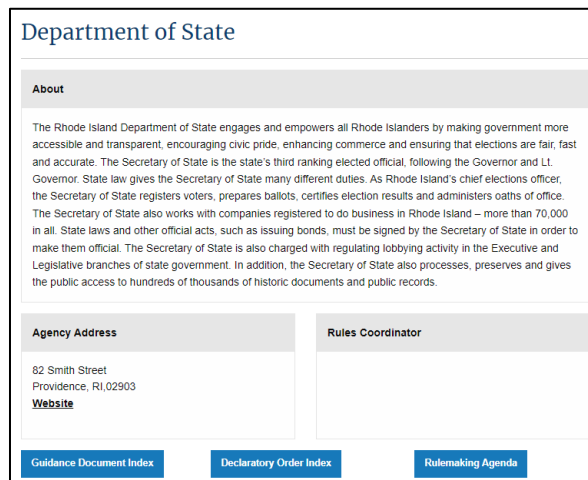 Department of State
About
The Rhode Island Department of State engages and empowers all Rhode Islanders by making government more
accessible and transparent, encouraging civic pride, enhancing commerce and ensuring that elections are fair, fast
and accurate. The Secretary of State is the state’s third ranking elected official, following the Governor and Lt.
Governor. State law gives the Secretary of State many different duties. As Rhode Island’s chief elections officer,
the Secretary of State registers voters, prepares ballots, certifies election results and administers oaths of office.
The Secretary of State also works with companies registered to do business in Rhode Island – more than 70,000
in all. State laws and other official acts, such as issuing bonds, must be signed by the Secretary of State in order to
make them official. The Secretary of State is also charged with regulating lobbying activity in the Executive and
Legislative branches of state government. In addition, the Secretary of State also processes, preserves and gives
the public access to hundreds of thousands of historic documents and public records.
Agency Address
Rules Coordinator
82 Smith Street
Providence, RI,02903
Website
Guidance Document Index
Declaratory Order Index
Rulemaking Agenda